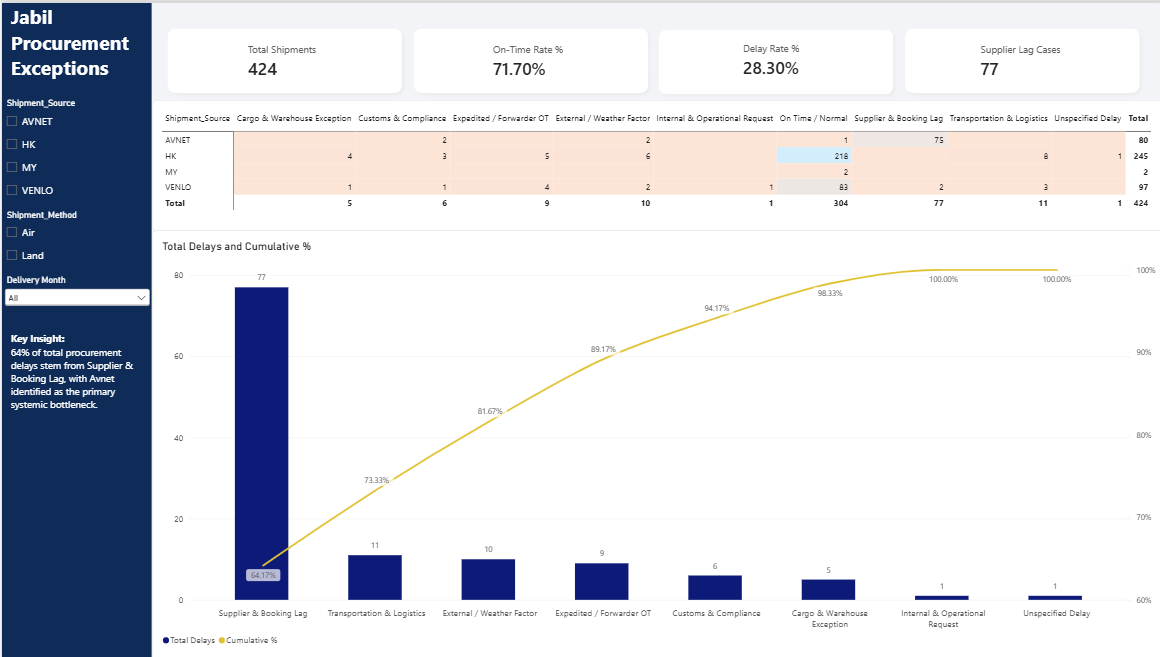 Jabil
Procurement
Exceptions
Shipment_Source
AVNET
HK
MY
VENLO
Shipment_Method
Air
Land
Delivery Month
All
Key Insight:
64% of total procurement
delays stem from Supplier &
Booking Lag, with Avnet
identified as the primary
systemic bottleneck.
Total Shipments
424
On-Time Rate %
71.70%
Delay Rate %
28.30%
Supplier Lag Cases
77
Shipment_Source Cargo & Warehouse Exception Customs & Compliance Expedited / Forwarder OT External / Weather Factor Internal & Operational Request On Time / Normal Supplier & Booking Lag Transportation & Logistics Unspecified Delay Total
AVNET 2 2 1 75 80
HK 4 3 5 6 218 8 1 245
MY 2 2
VENLO 1 1 4 2 1 83 2 3 97
Total 5 6 9 10 1 304 77 11 1 424
Total Delays and Cumulative %
80
60
40
20
0
77
11
10
9
6
5
1
1
64.17%
73.33%
81.67%
89.17%
94.17%
98.33%
100.00%
100.00%
100%
90%
80%
70%
60%
Supplier & Booking Lag
Transportation & Logistics
External / Weather Factor
Expedited / Forwarder OT
Customs & Compliance
Cargo & Warehouse
Exception
Internal & Operational
Request
Unspecified Delay
Total Delays Cumulative %